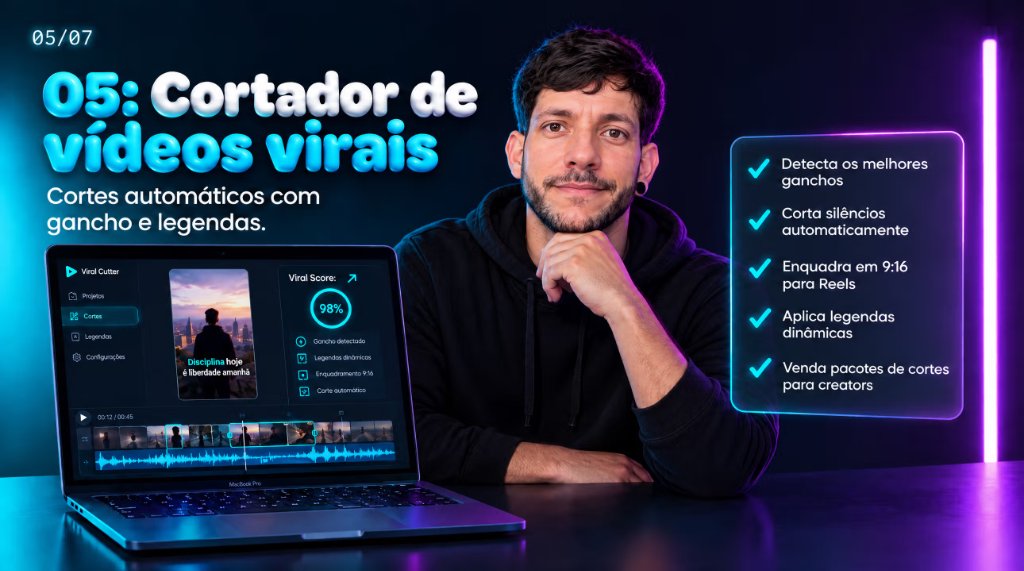 05/07
05: Cortador de
vídeos virais
Cortes automáticos com
gancho e legendas.
Viral Cutter
Projetos
Cortes
Legendas
Configurações
Disciplina hoje
é liberdade amanhã
Viral Score:
98%
Gancho detectado
Legendas dinâmicas
Enquadramento 9:16
Corte automático
00:12 / 00:45
MacBook Pro
Detecta os melhores
ganchos
Corta silêncios
automaticamente
Enquadra em 9:16
para Reels
Aplica legendas
dinâmicas
Venda pacotes de cortes
para creators